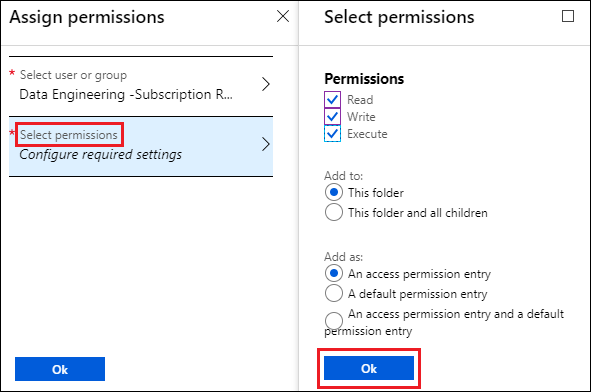 Assign permissions
* Select user or group
Data Engineering -Subscription R...
* Select permissions
Configure required settings
Ok
Select permissions
Permissions
Read
Write
Execute
Add to:
This folder
This folder and all children
Add as:
An access permission entry
A default permission entry
An access permission entry and a default
permission entry
Ok